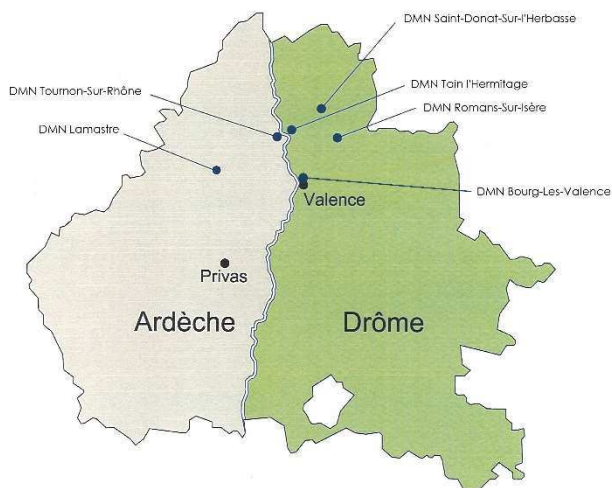 DMN Saint-Donat-Sur-l'Herbasse
DMN Tain l'Hermitage
DMN Tournon-Sur-Rhône
DMN Romans-Sur-Isère
DMN Lamastre
DMN Bourg-Les-Valence
Valence
Privas
Ardèche
Drôme